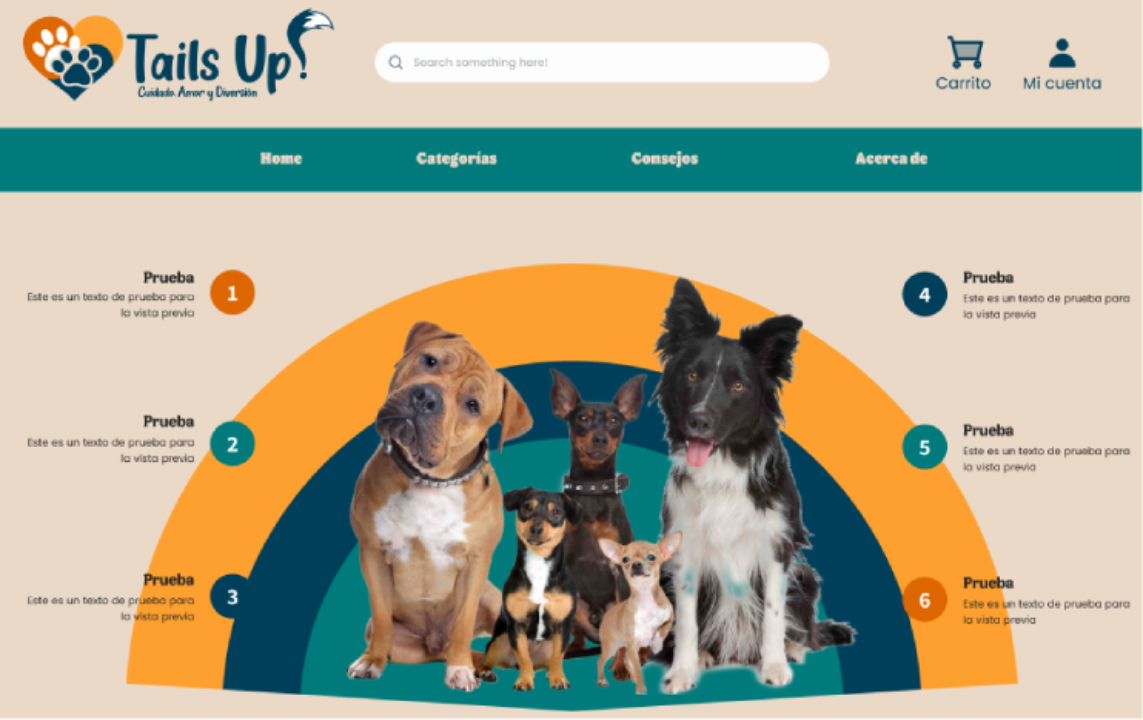 Tails Up!
Cuidado, Amor y Diversión
Search something here!
Carrito
Mi cuenta
Home
Categorías
Consejos
Acerca de
Prueba
Este es un texto de prueba para
la vista previa
1
Prueba
Este es un texto de prueba para
la vista previa
2
Prueba
Este es un texto de prueba para
la vista previa
3
4
Prueba
Este es un texto de prueba para
la vista previa
5
Prueba
Este es un texto de prueba para
la vista previa
6
Prueba
Este es un texto de prueba para
la vista previa